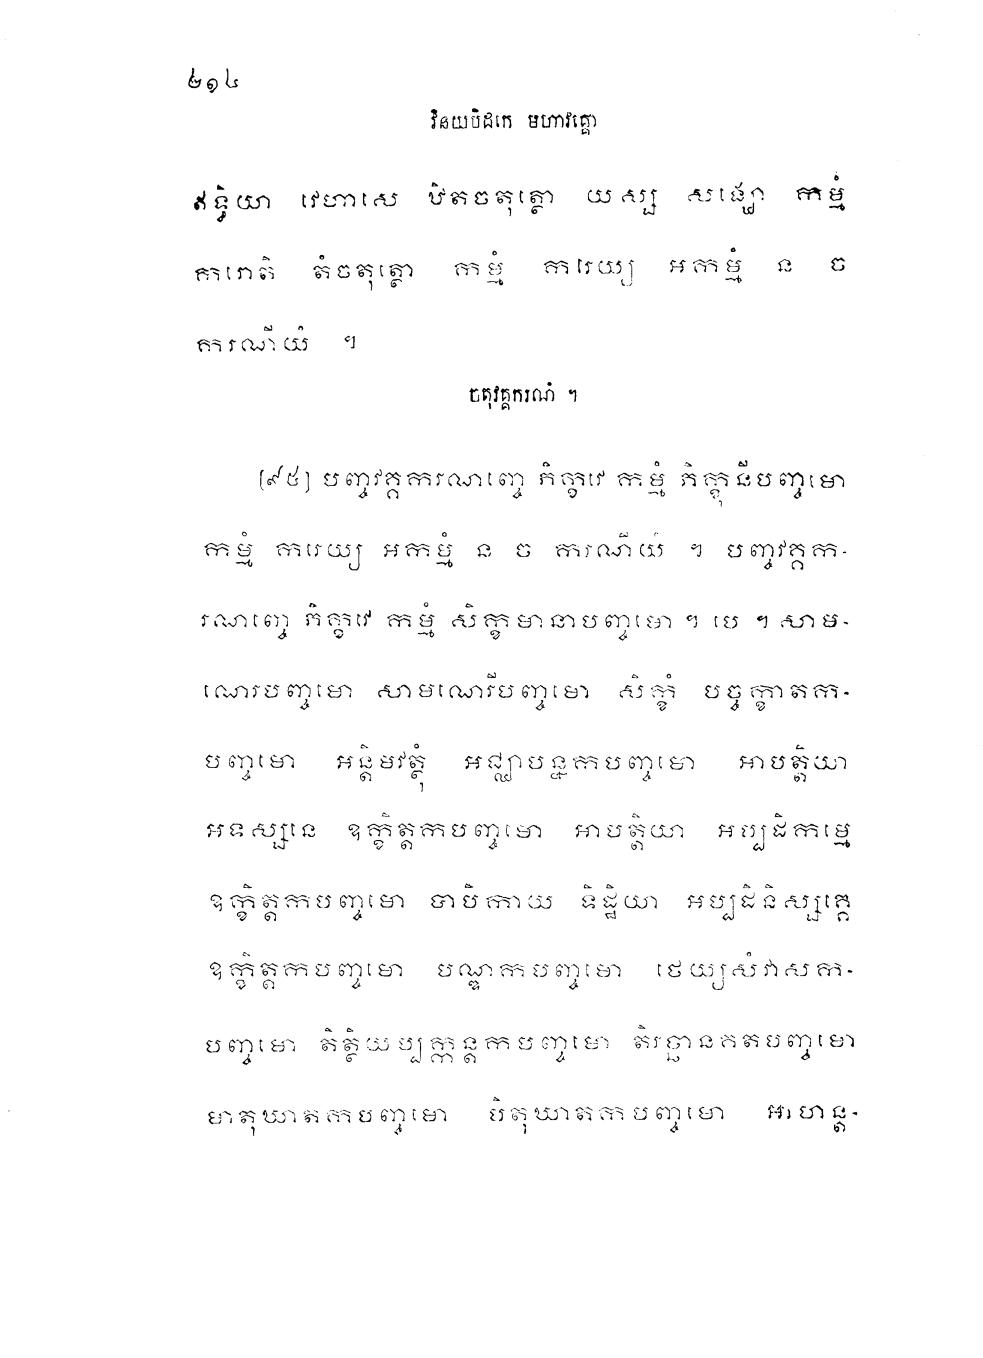 ២១៤
វិនយបិដកេ មហាវគ្គោ
ឥទ្ធិយា វេហាសេ ឋិតចតុត្ថោ យស្ស សង្ឃោ កម្មំ
ករោតិ តំចតុត្ថោ កម្មំ ករេយ្យ អកម្មំ ន ច
ករណីយំ ។
ចតុវគ្គករណំ ។
[៩៥] បញ្ចវគ្គករណញ្ចេ ភិក្ខវេ កម្មំ ភិក្ខុនីបញ្ចមោ
កម្មំ ករេយ្យ អកម្មំ ន ច ករណីយំ ។ បញ្ចវគ្គក-
រណញ្ចេ ភិក្ខវេ កម្មំ សិក្ខមានាបញ្ចមោ ។ បេ ។ សាម-
ណេរបញ្ចមោ សាមណេរីបញ្ចមោ សិក្ខំ បច្ចក្ខាតក-
បញ្ចមោ អន្តិមវត្ថុំ អជ្ឈាបន្នកបញ្ចមោ អាបត្តិយា
អទស្សនេ ឧក្ខិត្តកបញ្ចមោ អាបត្តិយា អប្បដិកម្មេ
ឧក្ខិត្តកបញ្ចមោ បាបិកាយ ទិដ្ឋិយា អប្បដិនិស្សគ្គេ
ឧក្ខិត្តកបញ្ចមោ បណ្ឌកបញ្ចមោ ថេយ្យសំវាសក-
បញ្ចមោ តិត្ថិយប្បក្កន្តកបញ្ចមោ តិរច្ឆានគតបញ្ចមោ
មាតុឃាតកបញ្ចមោ បិតុឃាតកបញ្ចមោ អរហន្ត-